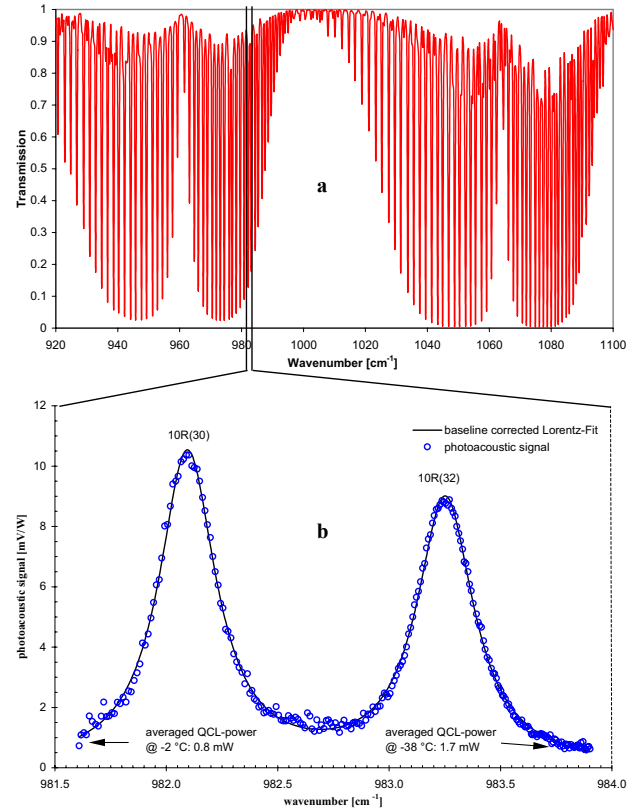 1
0.9
0.8
0.7
0.6
0.5
0.4
0.3
0.2
0.1
0
Transmission
a
920 940 960 980 1000 1020 1040 1060 1080 1100
Wavenumber [cm-1]
12
10
8
6
4
2
0
photoacoustic signal [mV/W]
10R(30)
baseline corrected Lorentz-Fit
photoacoustic signal
10R(32)
b
averaged QCL-power
@ -2 °C: 0.8 mW
averaged QCL-power
@ -38 °C: 1.7 mW
981.5 982.0 982.5 983.0 983.5 984.0
wavenumber [cm-1]